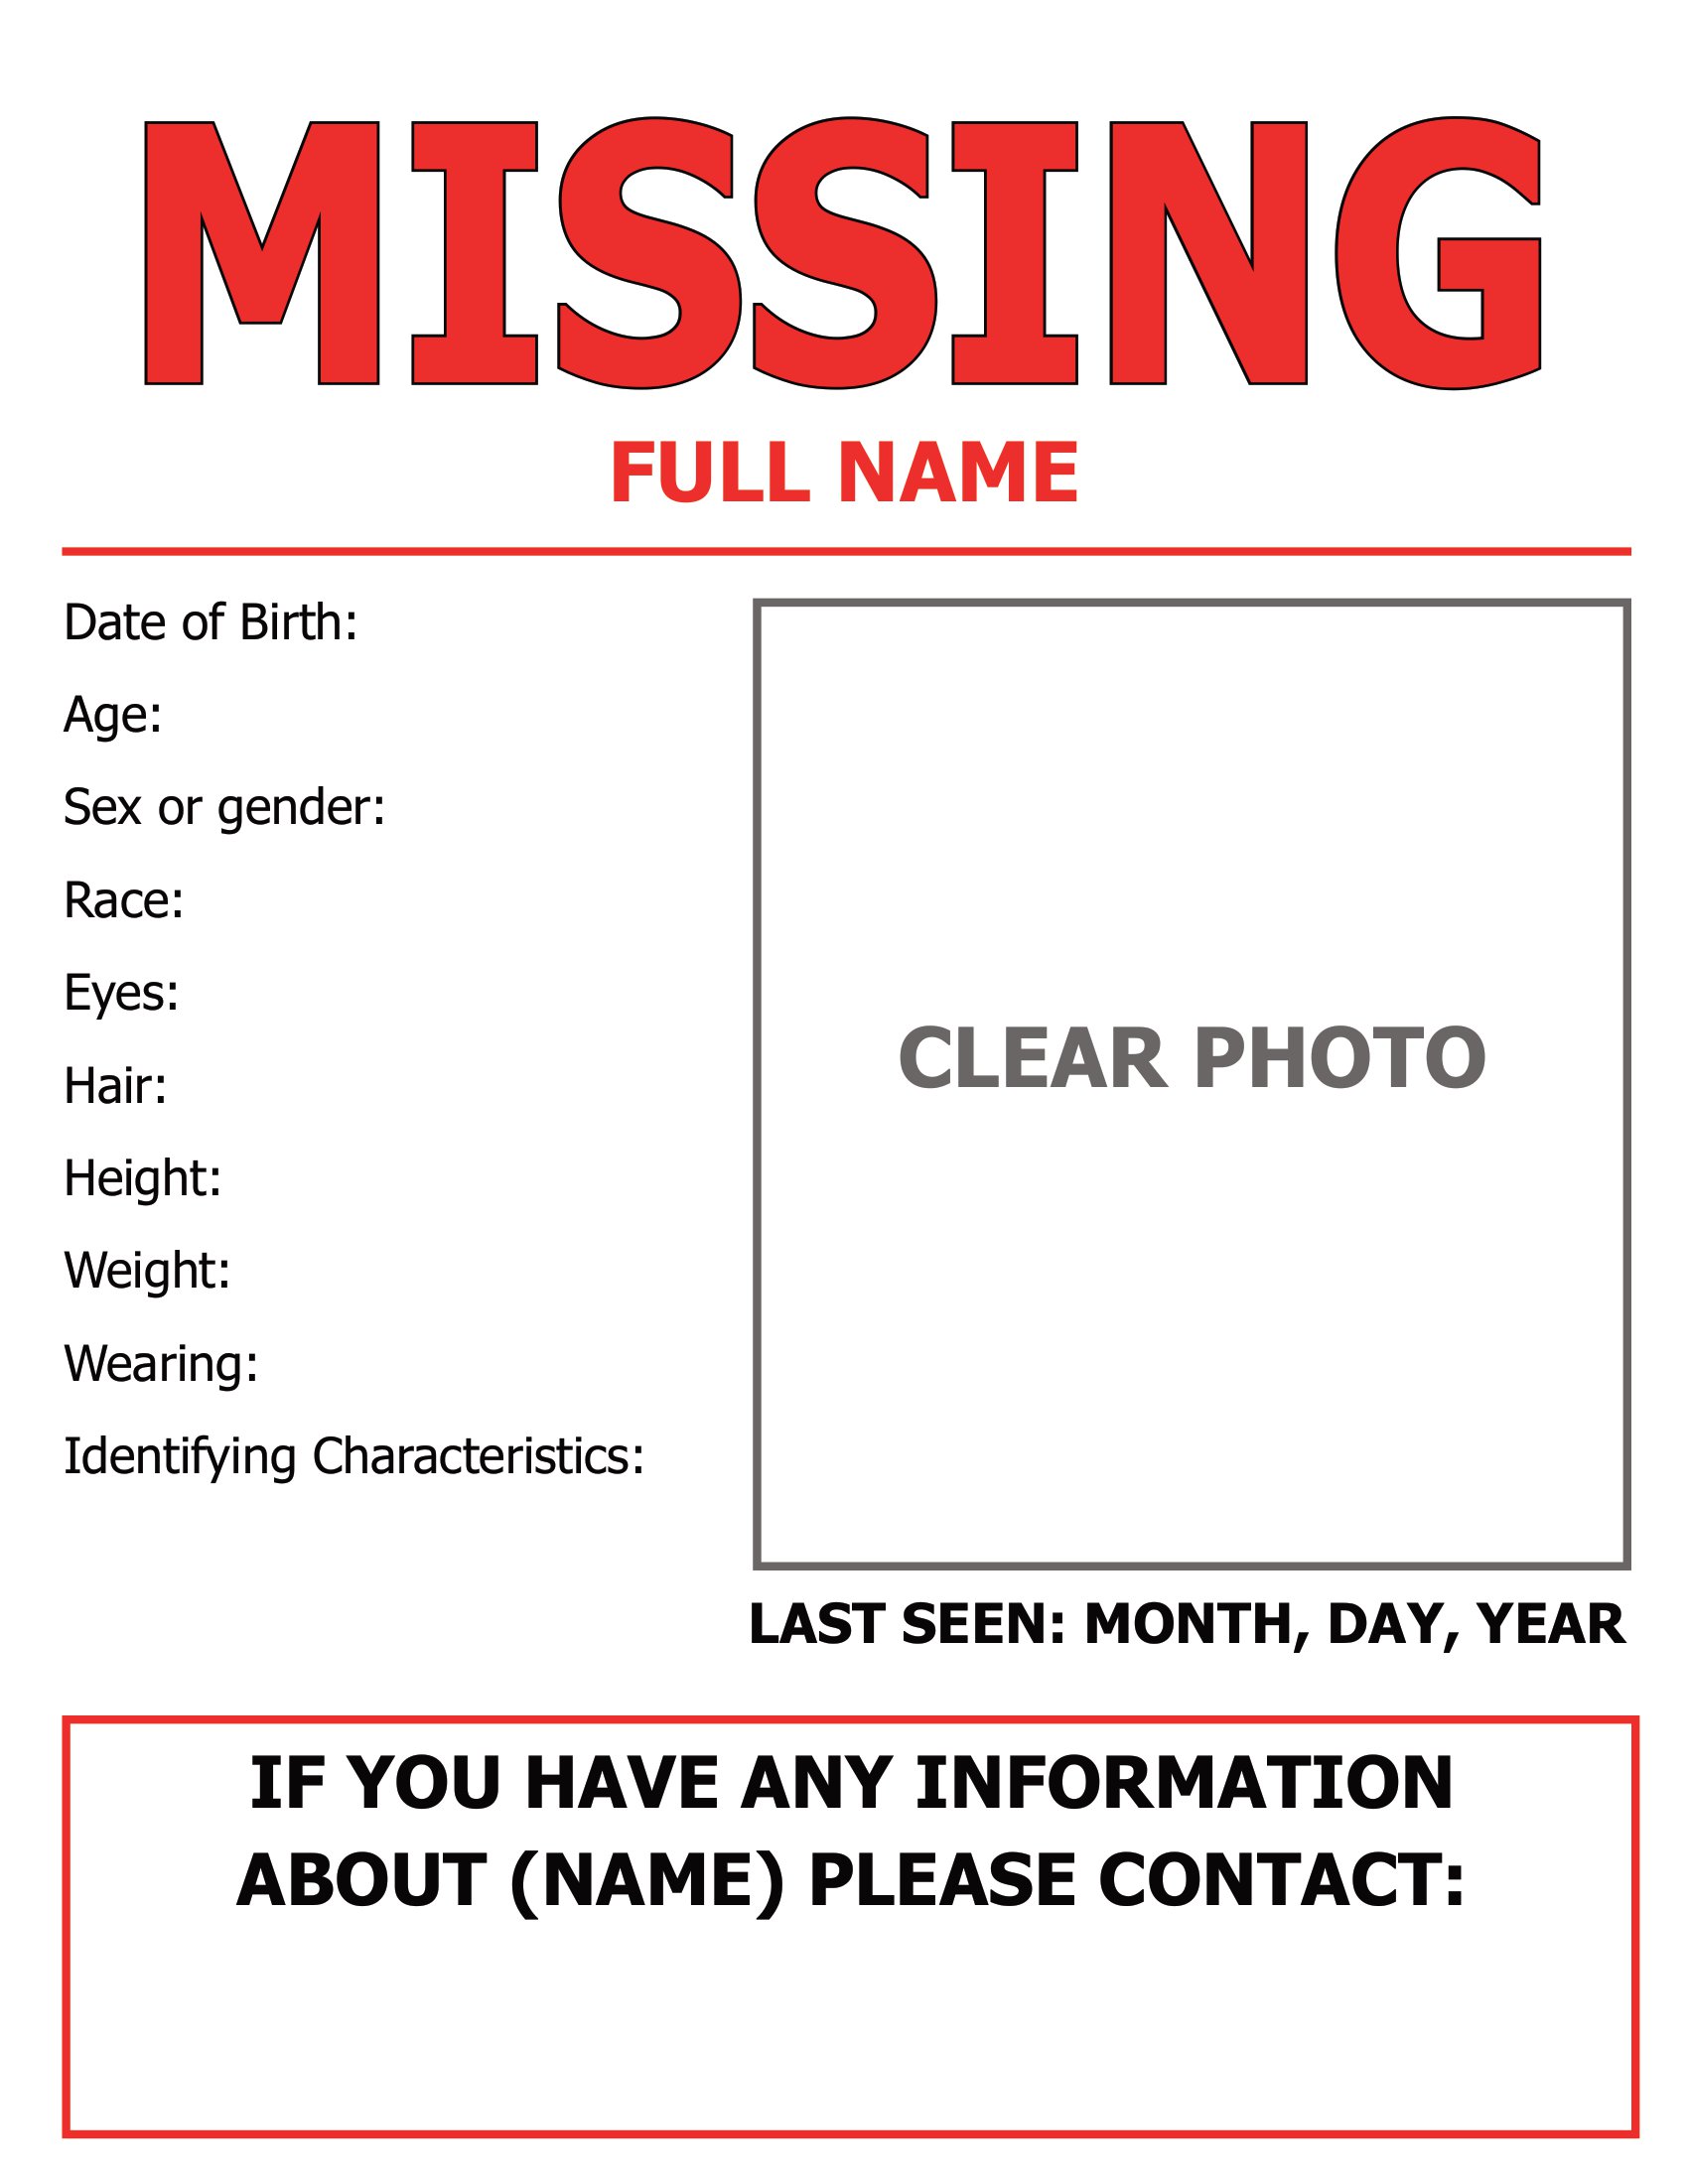 MISSING
FULL NAME
Date of Birth:
Age:
Sex or gender:
Race:
Eyes:
Hair:
Height:
Weight:
Wearing:
Identifying Characteristics:
CLEAR PHOTO
LAST SEEN: MONTH, DAY, YEAR
IF YOU HAVE ANY INFORMATION
ABOUT (NAME) PLEASE CONTACT: